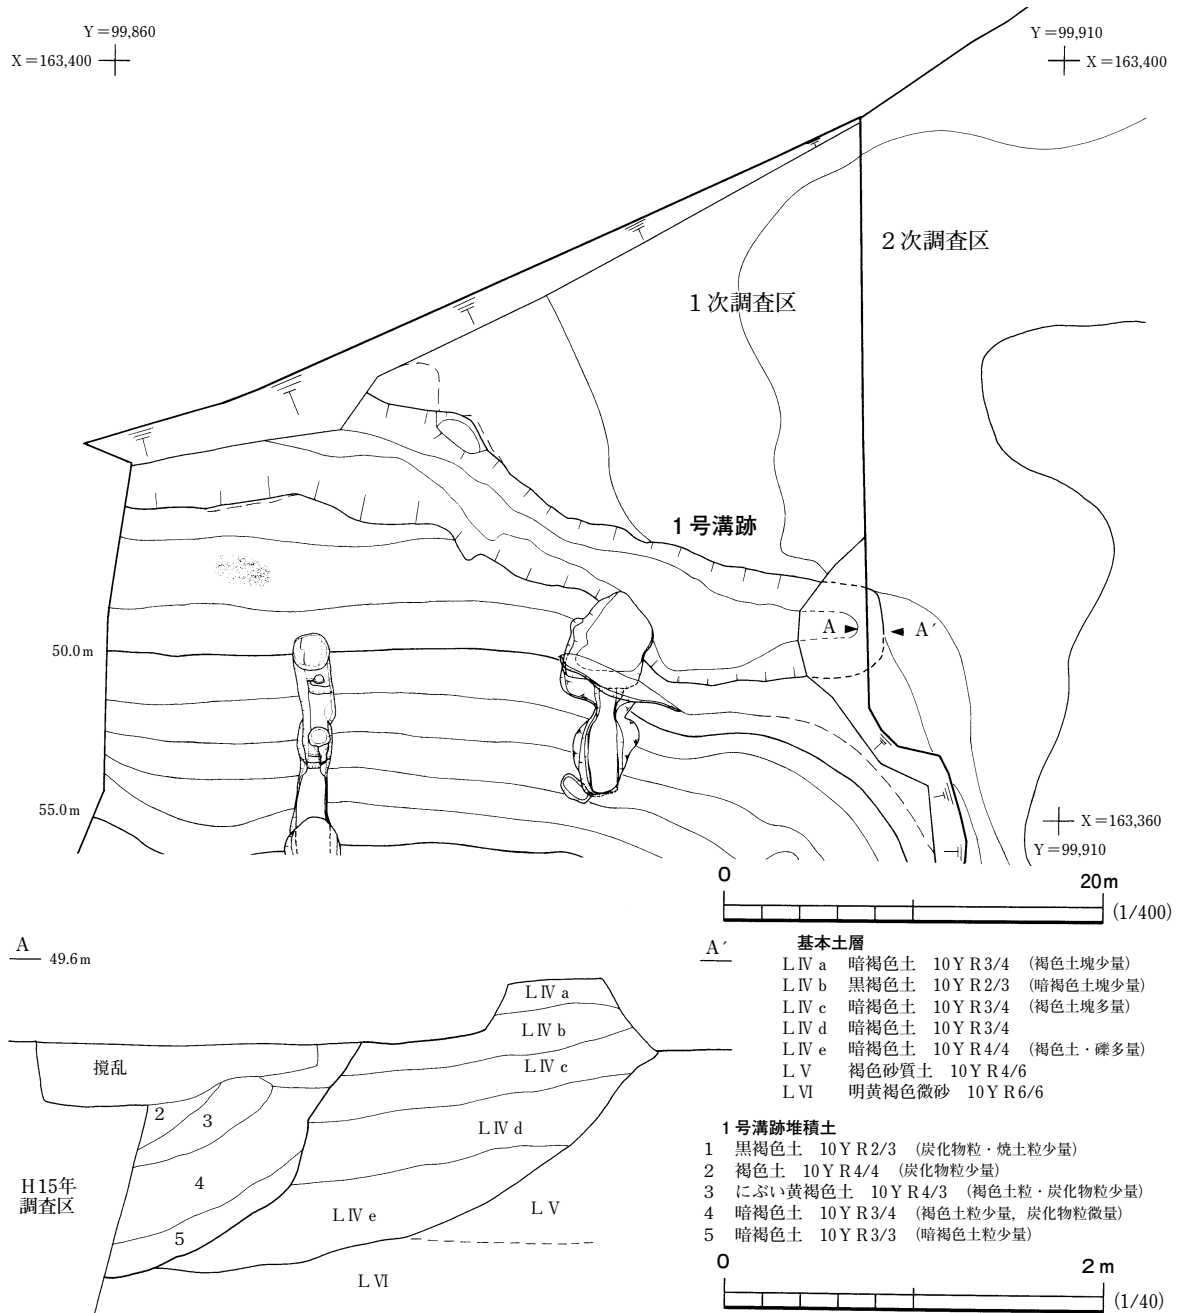 Y＝99,860
X＝163,400
Y＝99,910
X＝163,400
２次調査区
１次調査区
１号溝跡
A
A′
50.0ｍ
55.0ｍ
X＝163,360
Y＝99,910
0
20ｍ
(1/400)
A
49.6ｍ
A′
基本土層
LⅣa 暗褐色土 10YR3/4 (褐色土塊少量)
LⅣb 黒褐色土 10YR2/3 (暗褐色土塊少量)
LⅣc 暗褐色土 10YR3/4 (褐色土塊多量)
LⅣd 暗褐色土 10YR3/4
LⅣe 暗褐色土 10YR4/4 (褐色土・礫多量)
LⅤ 褐色砂質土 10YR4/6
LⅥ 明黄褐色微砂 10YR6/6
LⅣa
LⅣb
LⅣc
LⅣd
LⅣe
LⅤ
LⅥ
撹乱
2
3
4
5
H15年
調査区
１号溝跡堆積土
1 黒褐色土 10YR2/3 (炭化物粒・焼土粒少量)
2 褐色土 10YR4/4 (炭化物粒少量)
3 にぶい黄褐色土 10YR4/3 (褐色土粒・炭化物粒少量)
4 暗褐色土 10YR3/4 (褐色土粒少量，炭化物粒微量)
5 暗褐色土 10YR3/3 (暗褐色土粒少量)
0
2ｍ
(1/40)